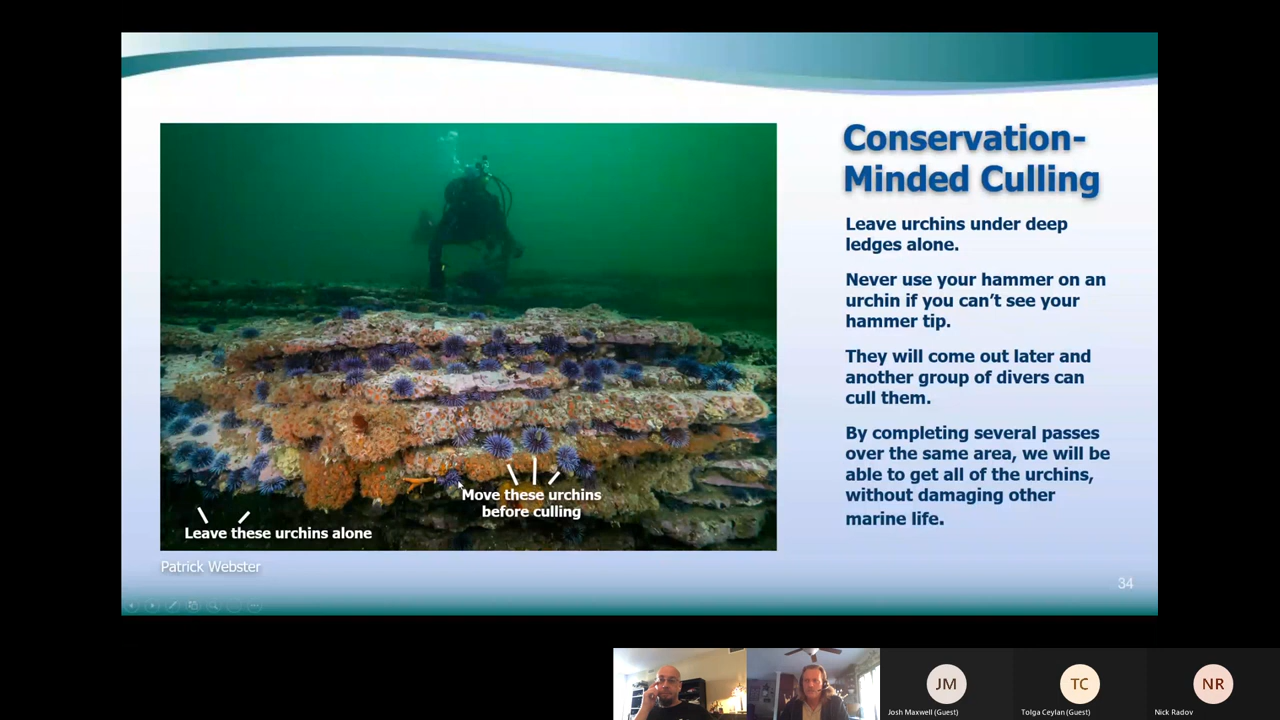 Conservation-
Minded Culling
Leave urchins under deep
ledges alone.
Never use your hammer on an
urchin if you can’t see your
hammer tip.
They will come out later and
another group of divers can
cull them.
By completing several passes
over the same area, we will be
able to get all of the urchins,
without damaging other
marine life.
Move these urchins
before culling
Leave these urchins alone
Patrick Webster
34
JM
TC
NR
Josh Maxwell (Guest)
Tolga Ceylan (Guest)
Nick Radov